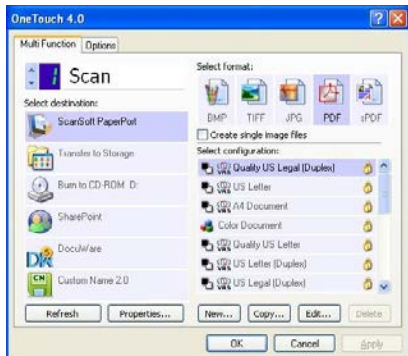 OneTouch 4.0
Multi Function
Options
1 Scan
Select destination:
ScanSoft PaperPort
Transfer to Storage
Burn to CD-ROM D:
SharePoint
DocuWare
Custom Name 2.0
Refresh
Properties...
Select format:
BMP TIFF JPG PDF sPDF
Create single image files
Select configuration:
Quality US Legal (Duplex)
US Letter
A4 Document
Color Document
Quality US Letter
US Letter (Duplex)
US Legal (Duplex)
New... Copy... Edit... Delete
OK Cancel Apply